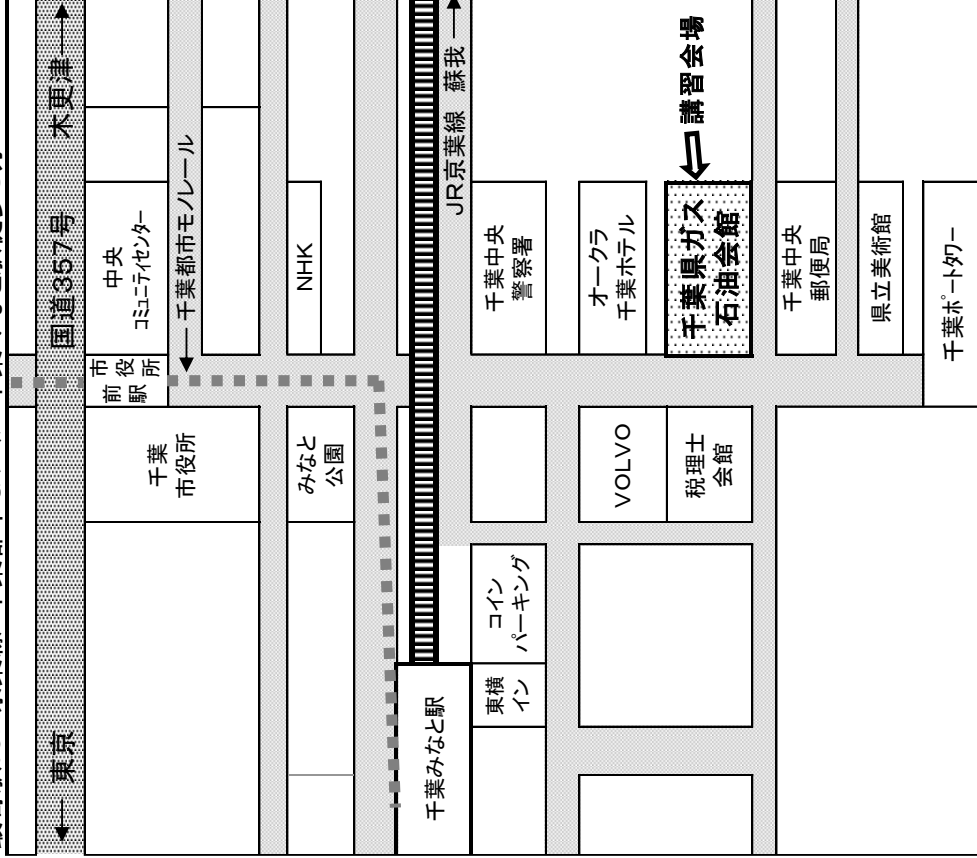 ← 東京
国道357号
木更津→
千葉
市役所
市役所
前駅
中央
コミュニティセンター
←千葉都市モノレール
みなと
公園
NHK
千葉みなと駅
JR京葉線 蘇我→
東横
イン
コイン
パーキング
千葉中央
警察署
VOLVO
オークラ
千葉ホテル
税理士
会館
千葉県ガス
石油会館
講習会場
千葉中央
郵便局
県立美術館
千葉ポートタワー